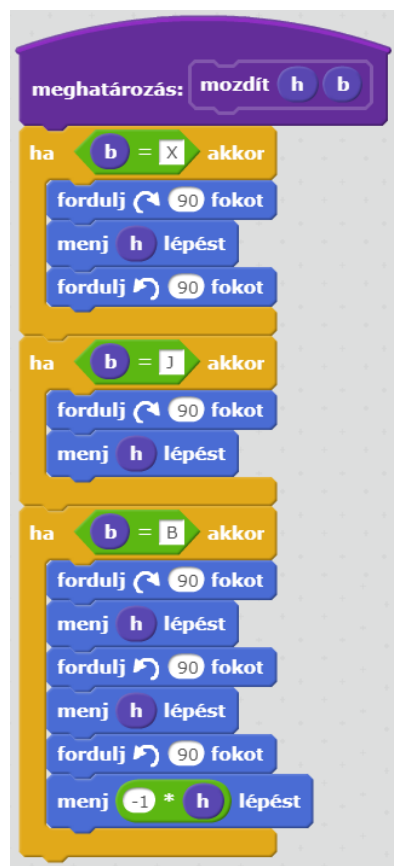 meghatározás: mozdít h b
ha b = X akkor
fordulj 90 fokot
menj h lépést
fordulj 90 fokot
ha b = J akkor
fordulj 90 fokot
menj h lépést
ha b = B akkor
fordulj 90 fokot
menj h lépést
fordulj 90 fokot
menj h lépést
fordulj 90 fokot
menj -1 * h lépést